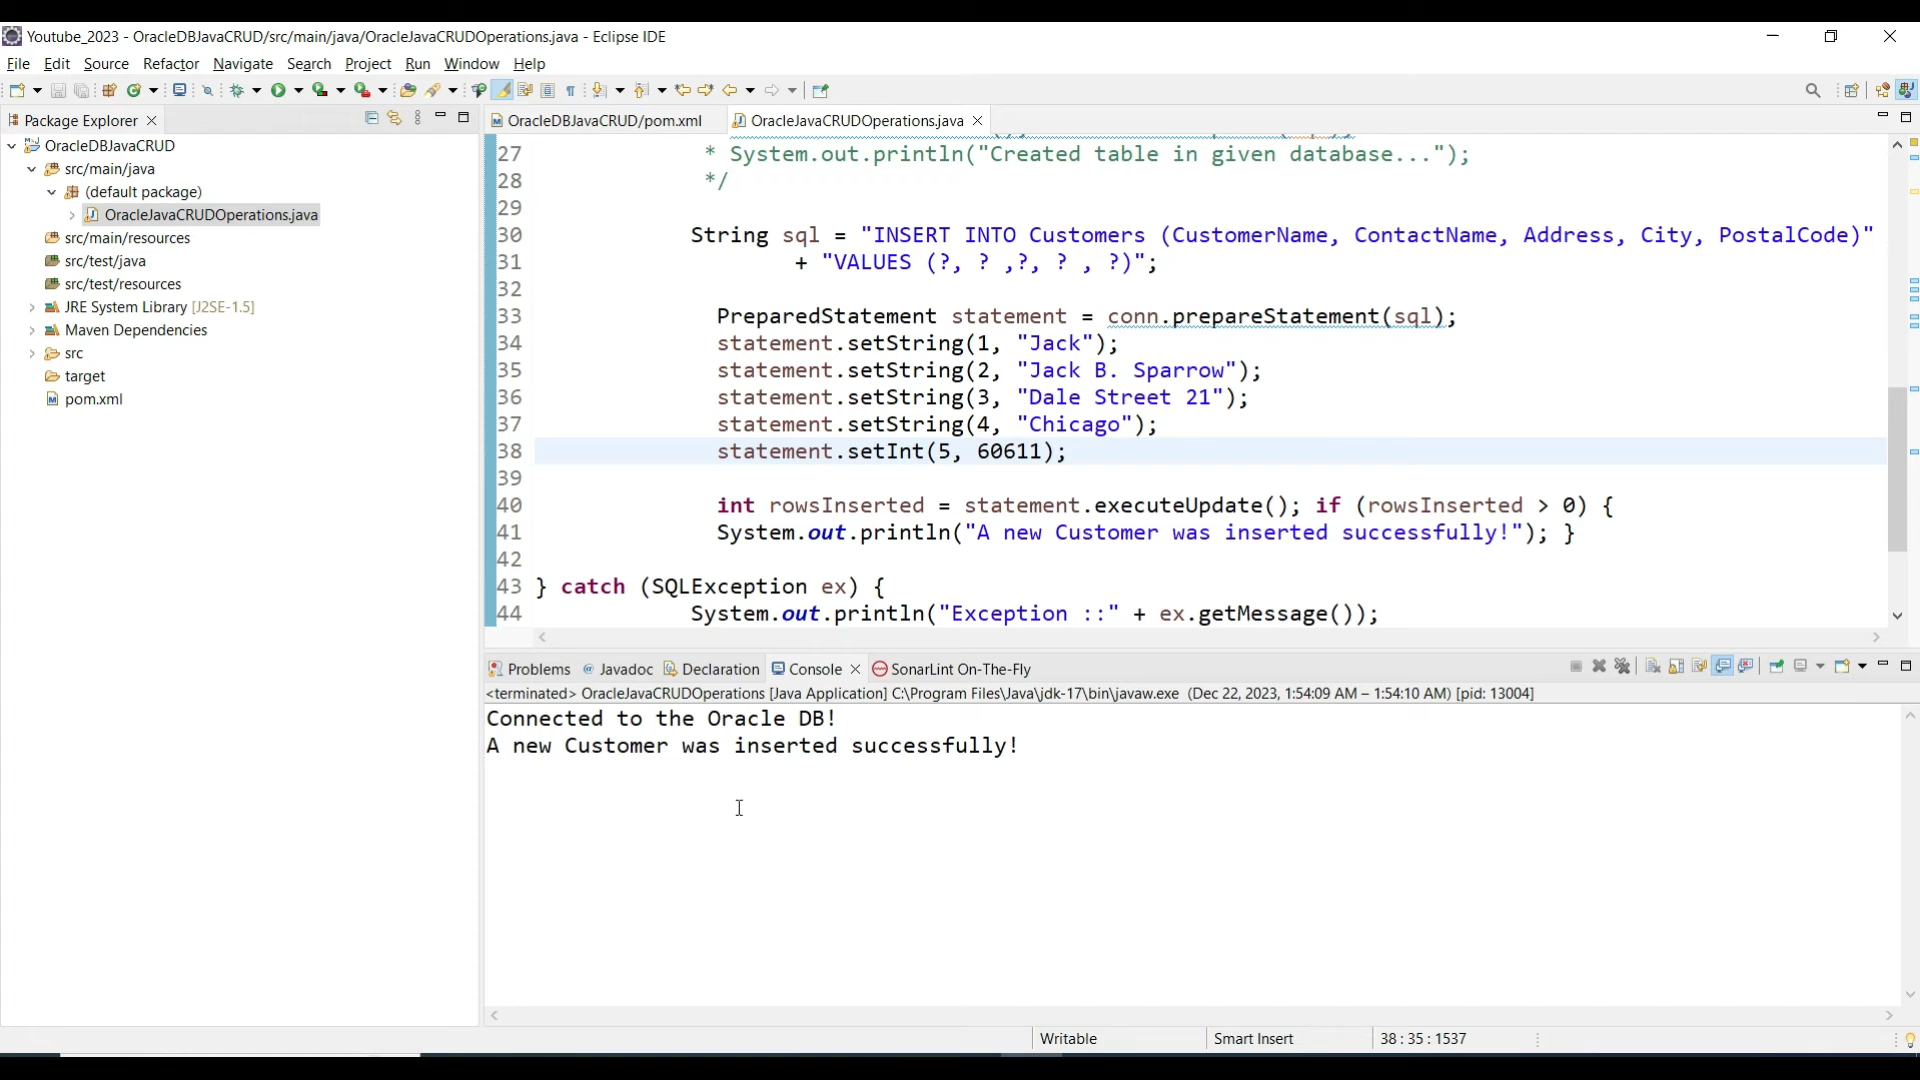 Youtube_2023 - OracleDBJavaCRUD/src/main/java/OracleJavaCRUDOperations.java - Eclipse IDE
File Edit Source Refactor Navigate Search Project Run Window Help
Package Explorer
OracleDBJavaCRUD/pom.xml OracleJavaCRUDOperations.java
OracleDBJavaCRUD
src/main/java
(default package)
OracleJavaCRUDOperations.java
src/main/resources
src/test/java
src/test/resources
JRE System Library [J2SE-1.5]
Maven Dependencies
src
target
pom.xml
27 * System.out.println("Created table in given database...");
28 */
29
30 String sql = "INSERT INTO Customers (CustomerName, ContactName, Address, City, PostalCode)"
31 + "VALUES (?, ? ,?, ? , ?)";
32
33 PreparedStatement statement = conn.prepareStatement(sql);
34 statement.setString(1, "Jack");
35 statement.setString(2, "Jack B. Sparrow");
36 statement.setString(3, "Dale Street 21");
37 statement.setString(4, "Chicago");
38 statement.setInt(5, 60611);
39
40 int rowsInserted = statement.executeUpdate(); if (rowsInserted > 0) {
41 System.out.println("A new Customer was inserted successfully!"); }
42
43 } catch (SQLException ex) {
44 System.out.println("Exception ::" + ex.getMessage());
Problems Javadoc Declaration Console SonarLint On-The-Fly
<terminated> OracleJavaCRUDOperations [Java Application] C:\Program Files\Java\jdk-17\bin\javaw.exe (Dec 22, 2023, 1:54:09 AM – 1:54:10 AM) [pid: 13004]
Connected to the Oracle DB!
A new Customer was inserted successfully!
Writable Smart Insert 38 : 35 : 1537